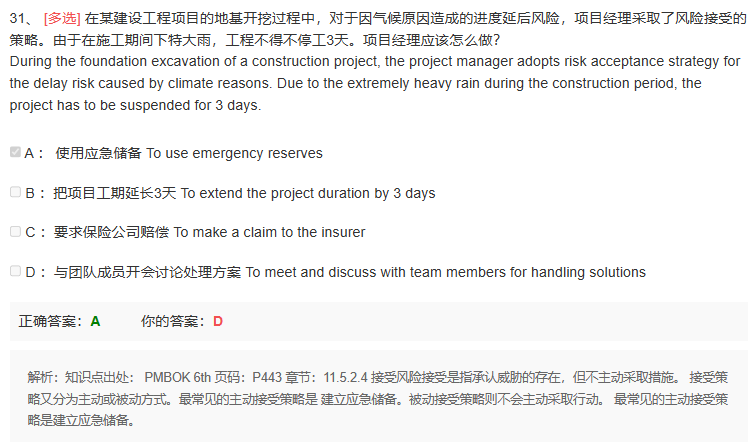 31、 [多选] 在某建设工程项目的地基开挖过程中，对于因气候原因造成的进度延后风险，项目经理采取了风险接受的
策略。由于在施工期间下特大雨，工程不得不停工3天。项目经理应该怎么做?
During the foundation excavation of a construction project, the project manager adopts risk acceptance strategy for
the delay risk caused by climate reasons. Due to the extremely heavy rain during the construction period, the
project has to be suspended for 3 days.
A： 使用应急储备 To use emergency reserves
B：把项目工期延长3天 To extend the project duration by 3 days
C：要求保险公司赔偿 To make a claim to the insurer
D：与团队成员开会讨论处理方案 To meet and discuss with team members for handling solutions
正确答案：A 你的答案：D
解析：知识点出处： PMBOK 6th 页码：P443 章节：11.5.2.4 接受风险接受是指承认威胁的存在，但不主动采取措施。 接受策
略又分为主动或被动方式。最常见的主动接受策略是 建立应急储备。被动接受策略则不会主动采取行动。 最常见的主动接受策
略是建立应急储备。